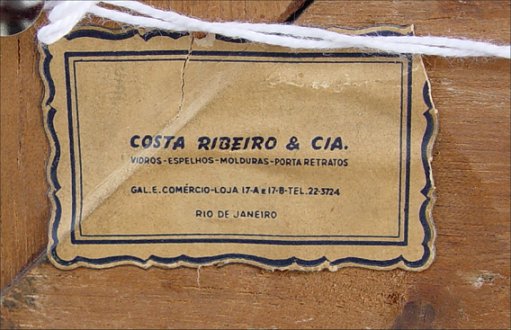 COSTA RIBEIRO & CIA.
VIDROS-ESPELHOS-MOLDURAS-PORTA RETRATOS
GAL.E.COMÉRCIO-LOJA 17-A E 17-B-TEL.22-3724
RIO DE JANEIRO